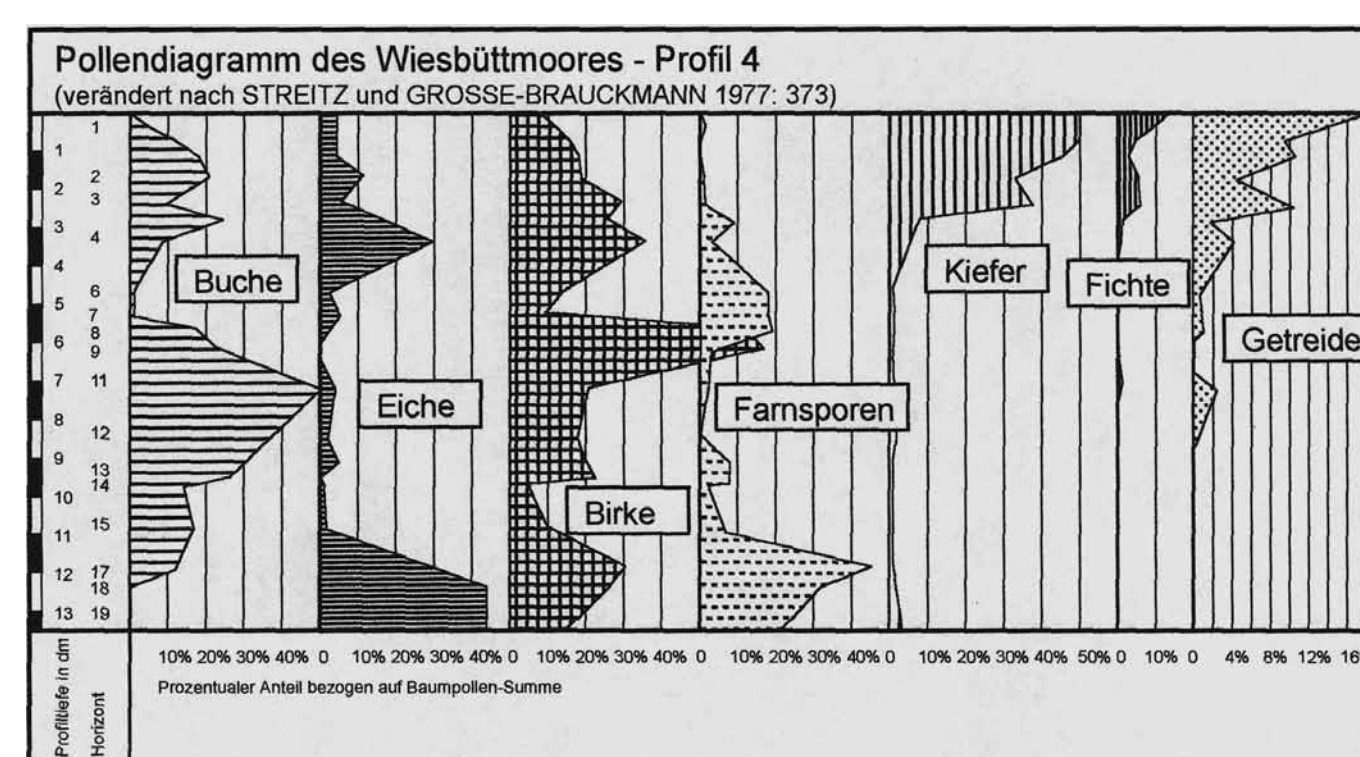 Pollendiagramm des Wiesbüttmoores - Profil 4
(verändert nach STREITZ und GROSSE-BRAUCKMANN 1977: 373)
1
1
2
2
3
3
4
4
6
5
7
8
6
9
7
11
8
12
9
13
10
14
15
11
12
17
18
13
19
Buche
Eiche
Birke
Farnsporen
Kiefer
Fichte
Getreide
10% 20% 30% 40% 0 10% 20% 30% 40% 0 10% 20% 30% 40% 0 10% 20% 30% 40% 0 10% 20% 30% 40% 50% 0 10% 0 4% 8% 12% 16%
Prozentualer Anteil bezogen auf Baumpollen-Summe
Profiltiefe in dm
Horizont